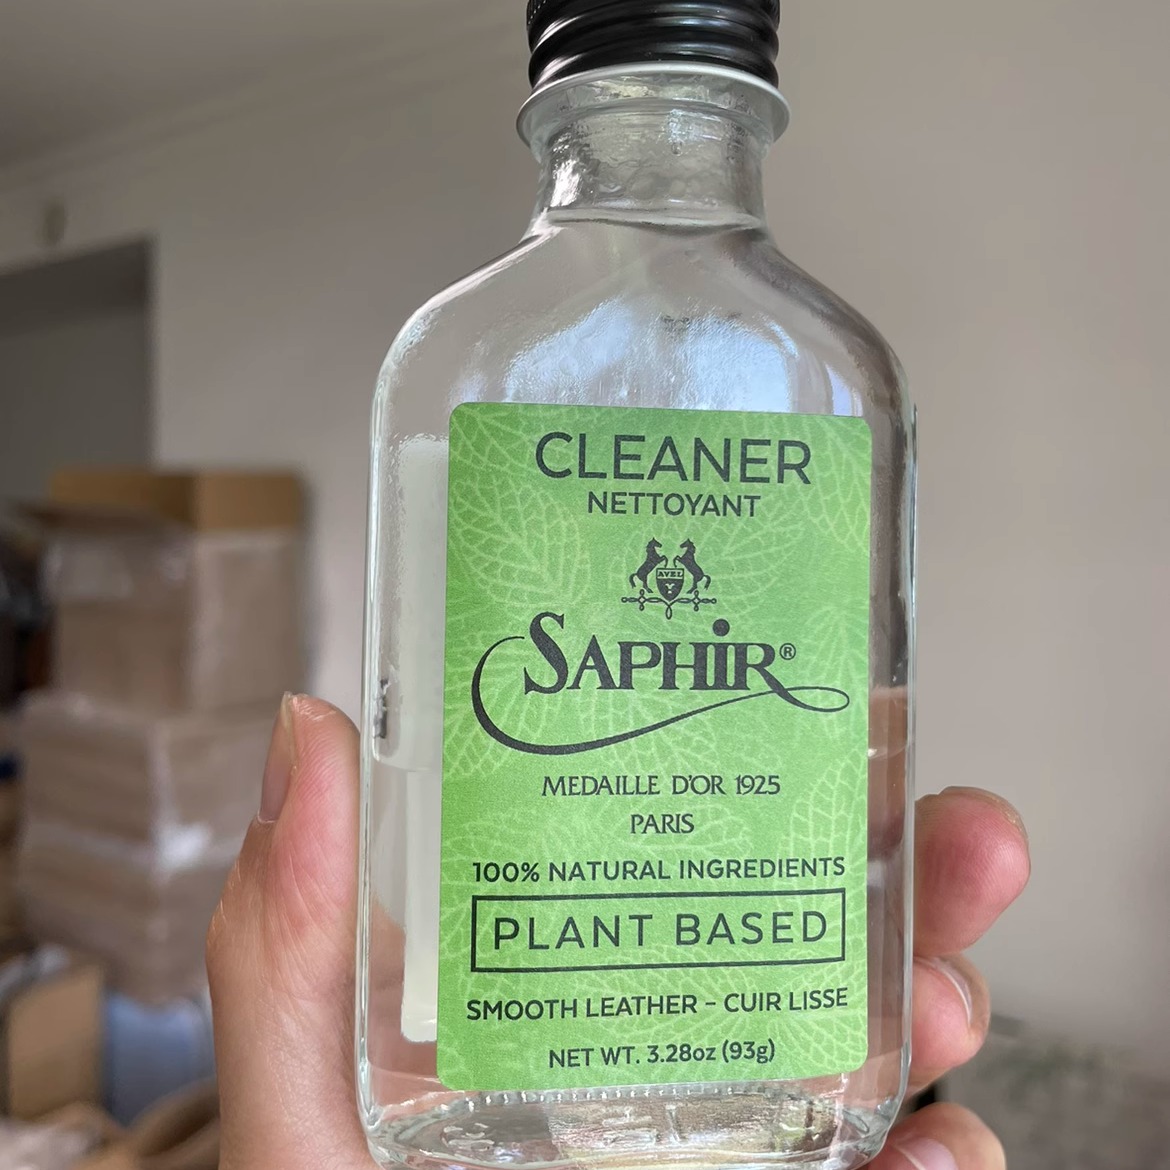 CLEANER
NETTOYANT
AVEL
SAPHIR®
MEDAILLE D'OR 1925
PARIS
100% NATURAL INGREDIENTS
PLANT BASED
SMOOTH LEATHER - CUIR LISSE
NET WT. 3.28oz (93g)